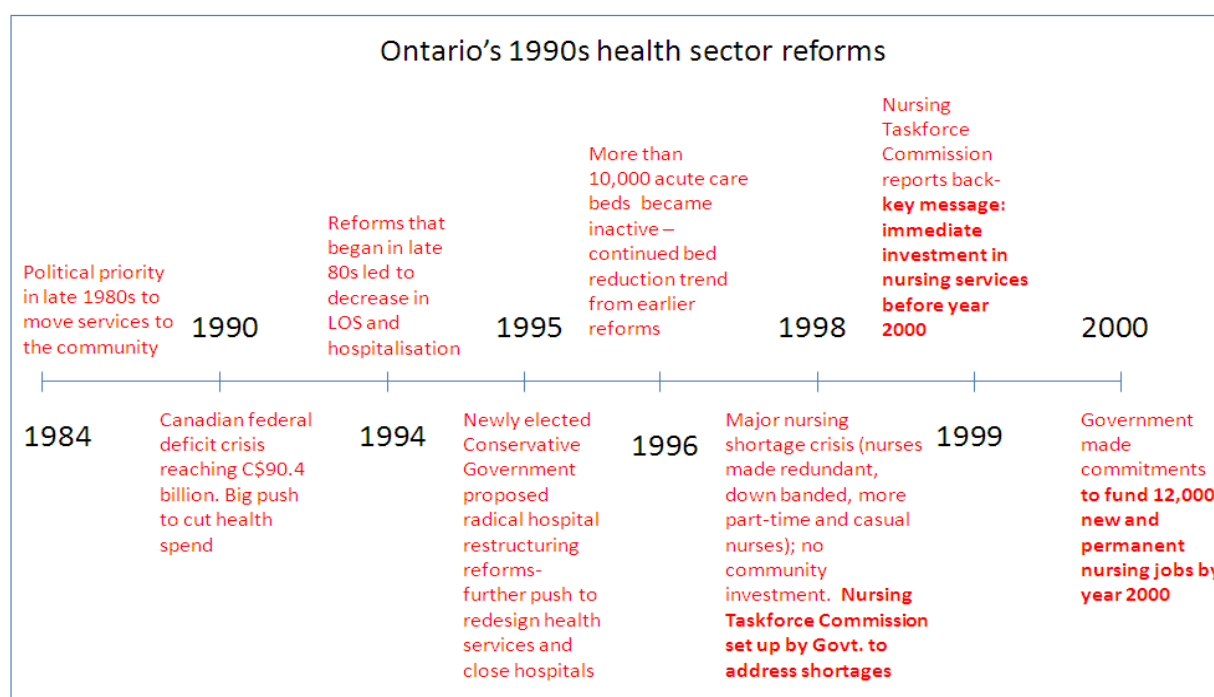 Ontario's 1990s health sector reforms
Political priority
in late 1980s to
move services to
the community
1984
1990
Canadian federal
deficit crisis
reaching C$90.4
billion. Big push
to cut health
spend
Reforms that
began in late
80s led to
decrease in
LOS and
hospitalisation
1994
1995
Newly elected
Conservative
Government
proposed
radical hospital
restructuring
reforms-
further push to
redesign health
services and
close hospitals
More than
10,000 acute care
beds became
inactive –
continued bed
reduction trend
from earlier
reforms
1996
1998
Major nursing
shortage crisis (nurses
made redundant,
down banded, more
part-time and casual
nurses); no
community
investment. Nursing
Taskforce Commission
set up by Govt. to
address shortages
Nursing
Taskforce
Commission
reports back-
key message:
immediate
investment in
nursing services
before year
2000
1999
2000
Government
made
commitments
to fund 12,000
new and
permanent
nursing jobs by
year 2000